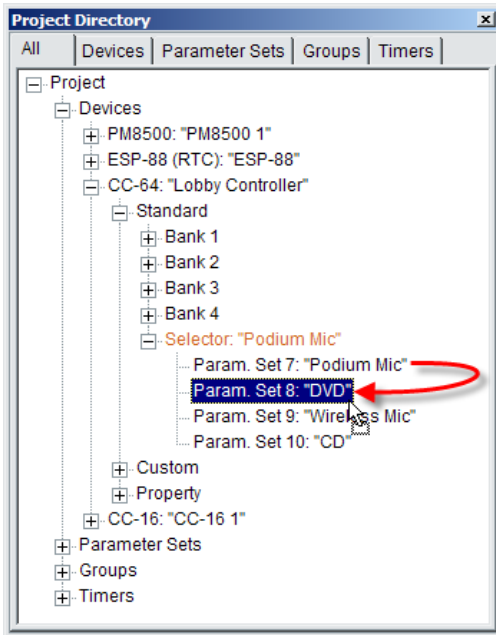 Project Directory
All Devices Parameter Sets Groups Timers
Project
Devices
PM8500: "PM8500 1"
ESP-88 (RTC): "ESP-88"
CC-64: "Lobby Controller"
Standard
Bank 1
Bank 2
Bank 3
Bank 4
Selector: "Podium Mic"
Param. Set 7: "Podium Mic"
Param. Set 8: "DVD"
Param. Set 9: "Wireless Mic"
Param. Set 10: "CD"
Custom
Property
CC-16: "CC-16 1"
Parameter Sets
Groups
Timers